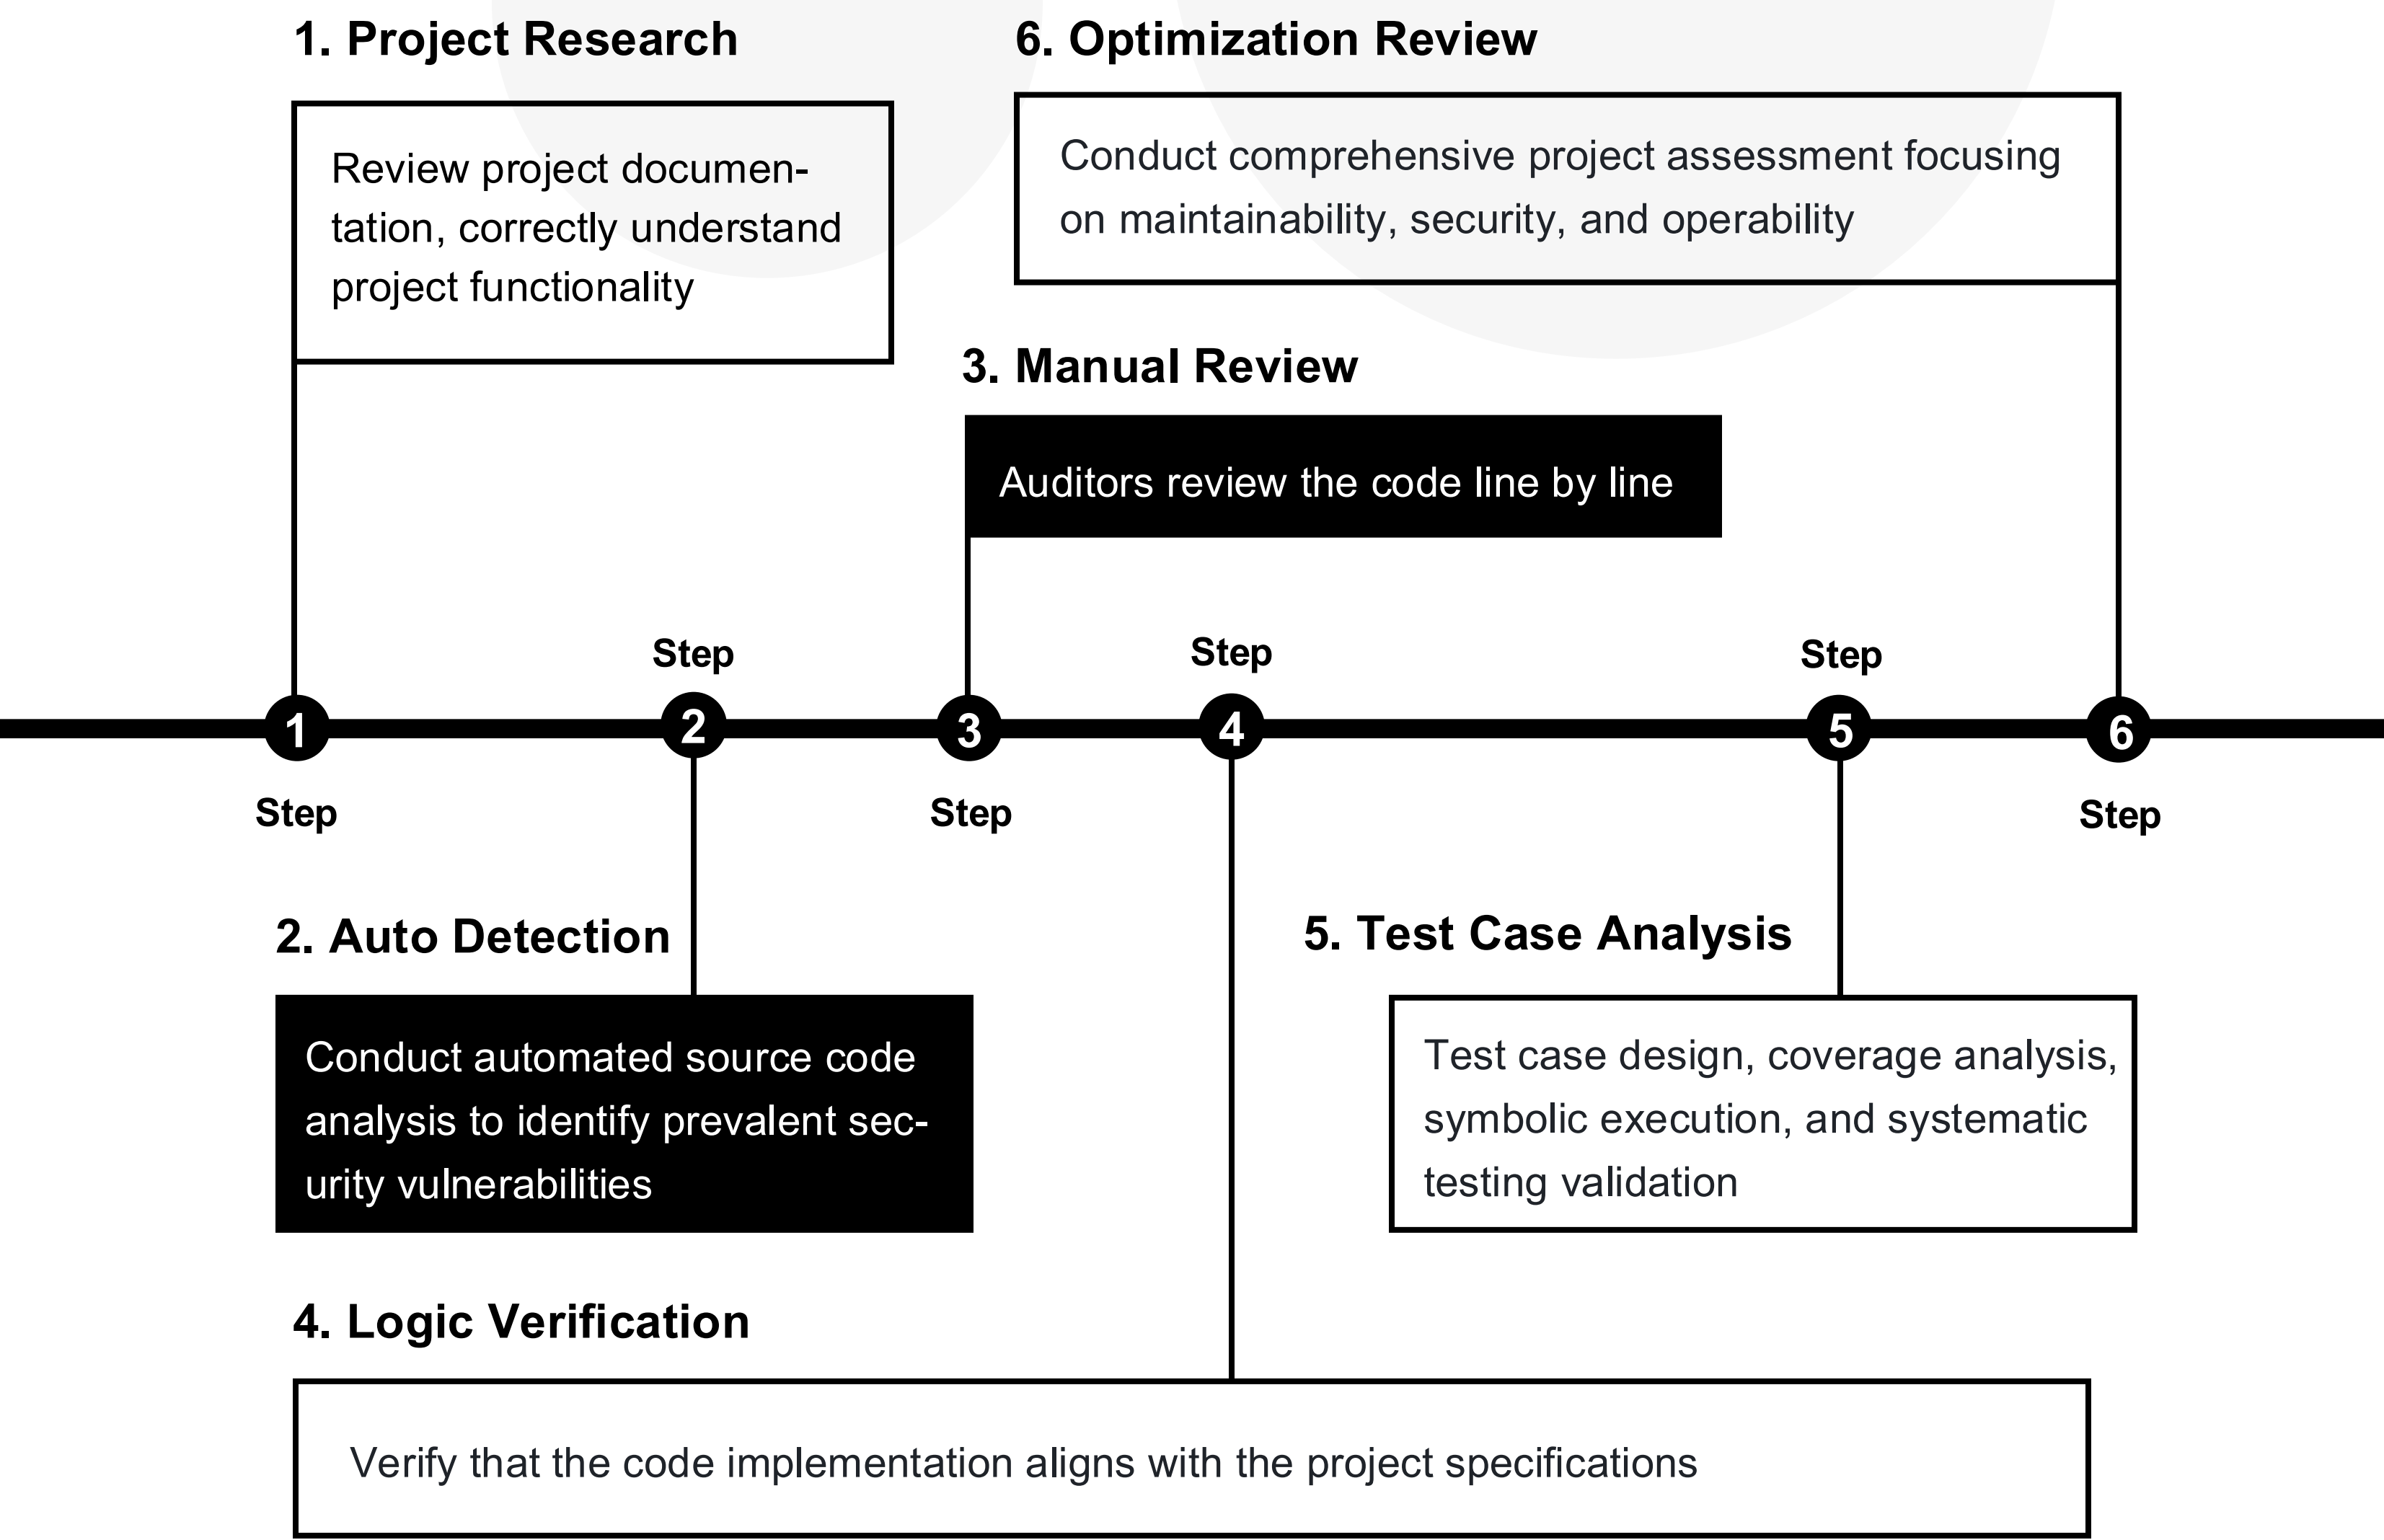 1. Project Research
Review project documen-
tation, correctly understand
project functionality
6. Optimization Review
Conduct comprehensive project assessment focusing
on maintainability, security, and operability
3. Manual Review
Auditors review the code line by line
Step
Step
Step
1
2
3
4
5
6
Step
Step
Step
2. Auto Detection
Conduct automated source code
analysis to identify prevalent sec-
urity vulnerabilities
5. Test Case Analysis
Test case design, coverage analysis,
symbolic execution, and systematic
testing validation
4. Logic Verification
Verify that the code implementation aligns with the project specifications